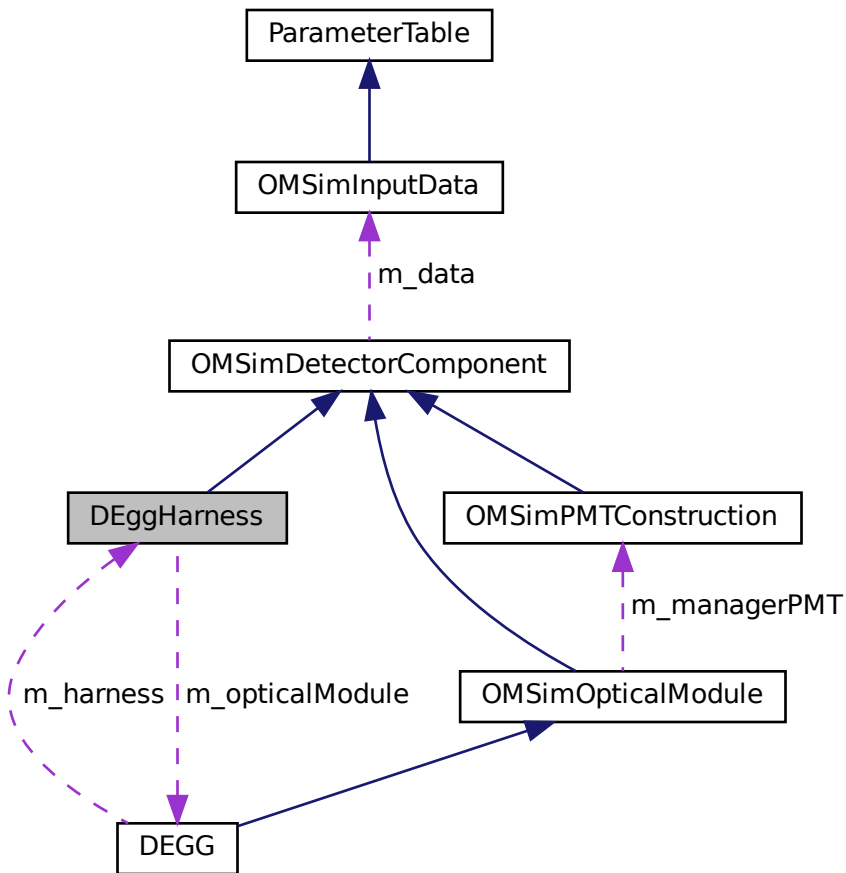 ParameterTable
OMSimInputData
m_data
OMSimDetectorComponent
DEggHarness
OMSimPMTConstruction
m_managerPMT
m_harness
m_opticalModule
OMSimOpticalModule
DEGG